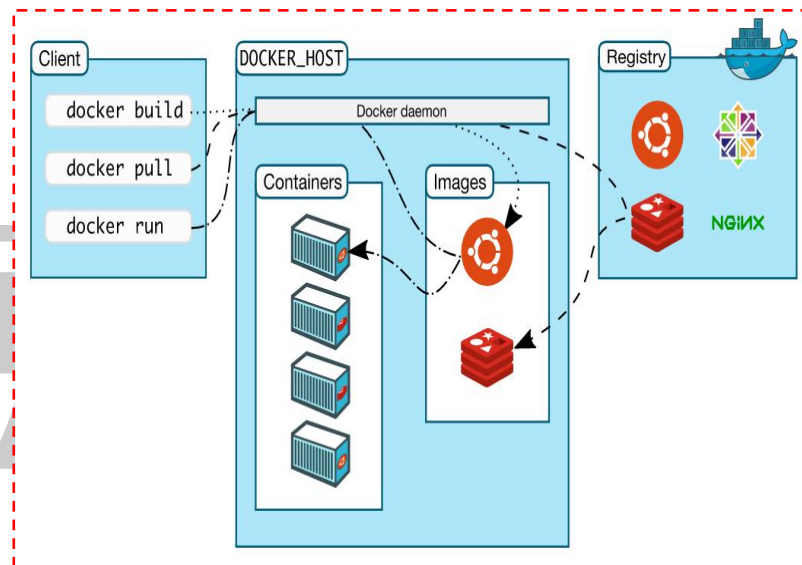 Client
docker build
docker pull
docker run
DOCKER_HOST
Docker daemon
Containers
Images
Registry
NGINX